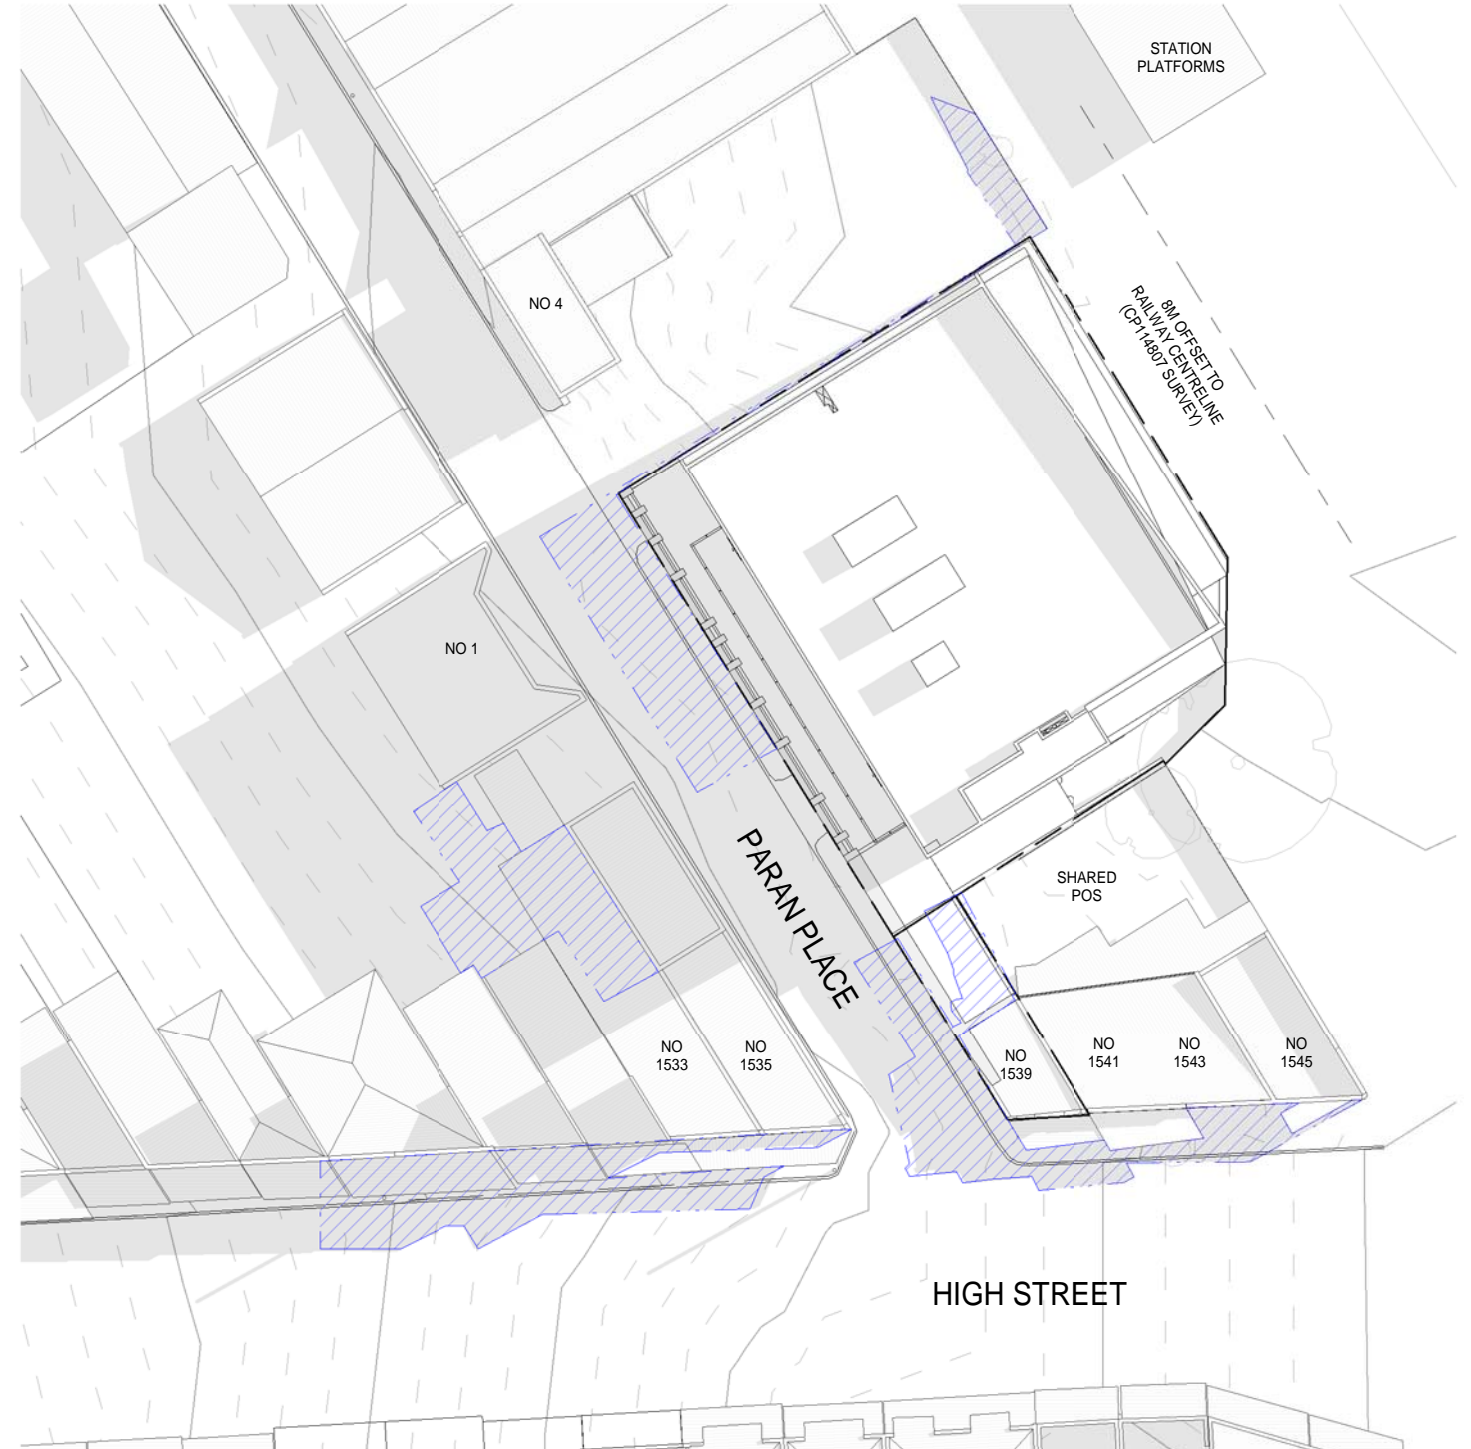 STATION
PLATFORMS
NO 4
8M OFFSET TO
RAILWAY CENTRELINE
(CP114807 SURVEY)
NO 1
PARAN PLACE
SHARED
POS
NO
1533
NO
1535
NO
1539
NO
1541
NO
1543
NO
1545
HIGH STREET